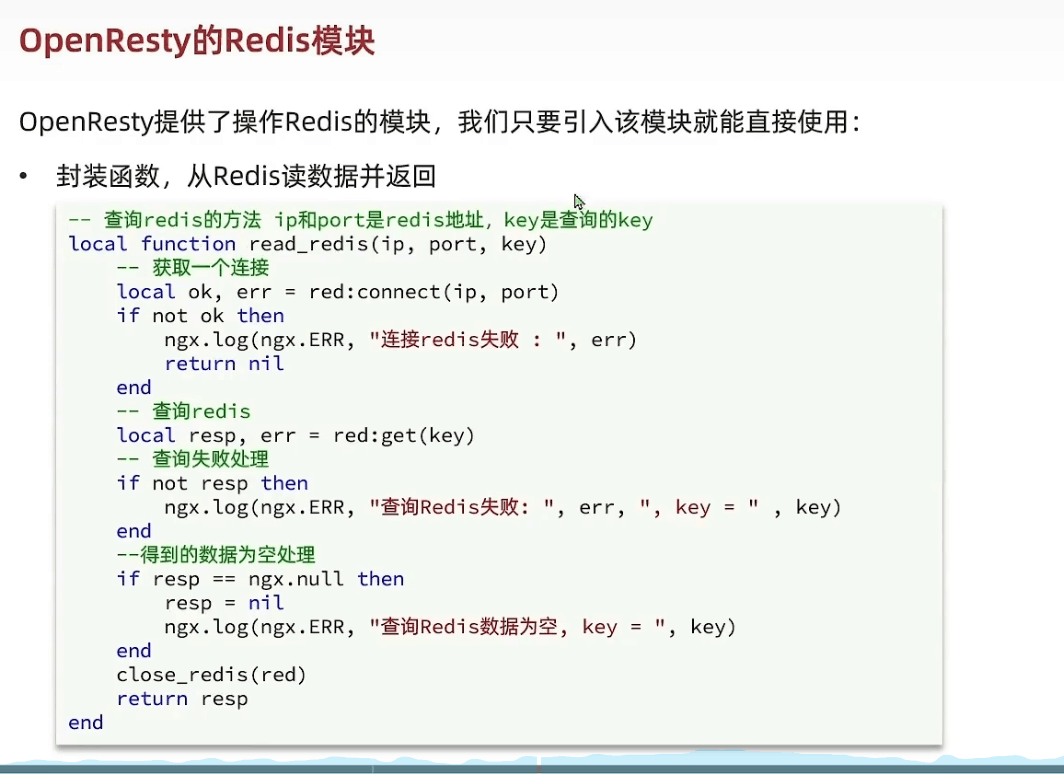 OpenResty的Redis模块
OpenResty提供了操作Redis的模块，我们只要引入该模块就能直接使用：
• 封装函数，从Redis读数据并返回
-- 查询redis的方法 ip和port是redis地址，key是查询的key
local function read_redis(ip, port, key)
    -- 获取一个连接
    local ok, err = red:connect(ip, port)
    if not ok then
        ngx.log(ngx.ERR, "连接redis失败 : ", err)
        return nil
    end
    -- 查询redis
    local resp, err = red:get(key)
    -- 查询失败处理
    if not resp then
        ngx.log(ngx.ERR, "查询Redis失败: ", err, ", key = " , key)
    end
    --得到的数据为空处理
    if resp == ngx.null then
        resp = nil
        ngx.log(ngx.ERR, "查询Redis数据为空, key = ", key)
    end
    close_redis(red)
    return resp
end